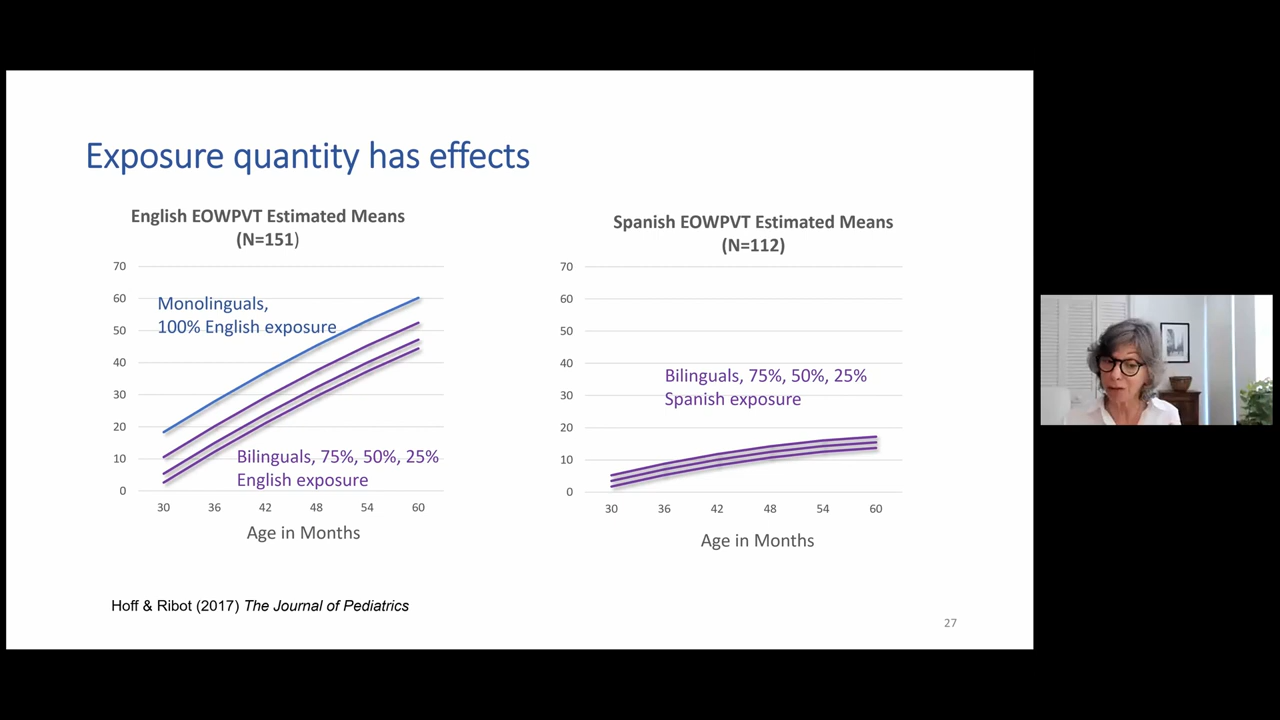 Exposure quantity has effects
English EOWPVT Estimated Means
(N=151)
70
60
50
40
30
20
10
0
Monolinguals,
100% English exposure
Bilinguals, 75%, 50%, 25%
English exposure
30 36 42 48 54 60
Age in Months
Spanish EOWPVT Estimated Means
(N=112)
70
60
50
40
30
20
10
0
Bilinguals, 75%, 50%, 25%
Spanish exposure
30 36 42 48 54 60
Age in Months
Hoff & Ribot (2017) The Journal of Pediatrics
27